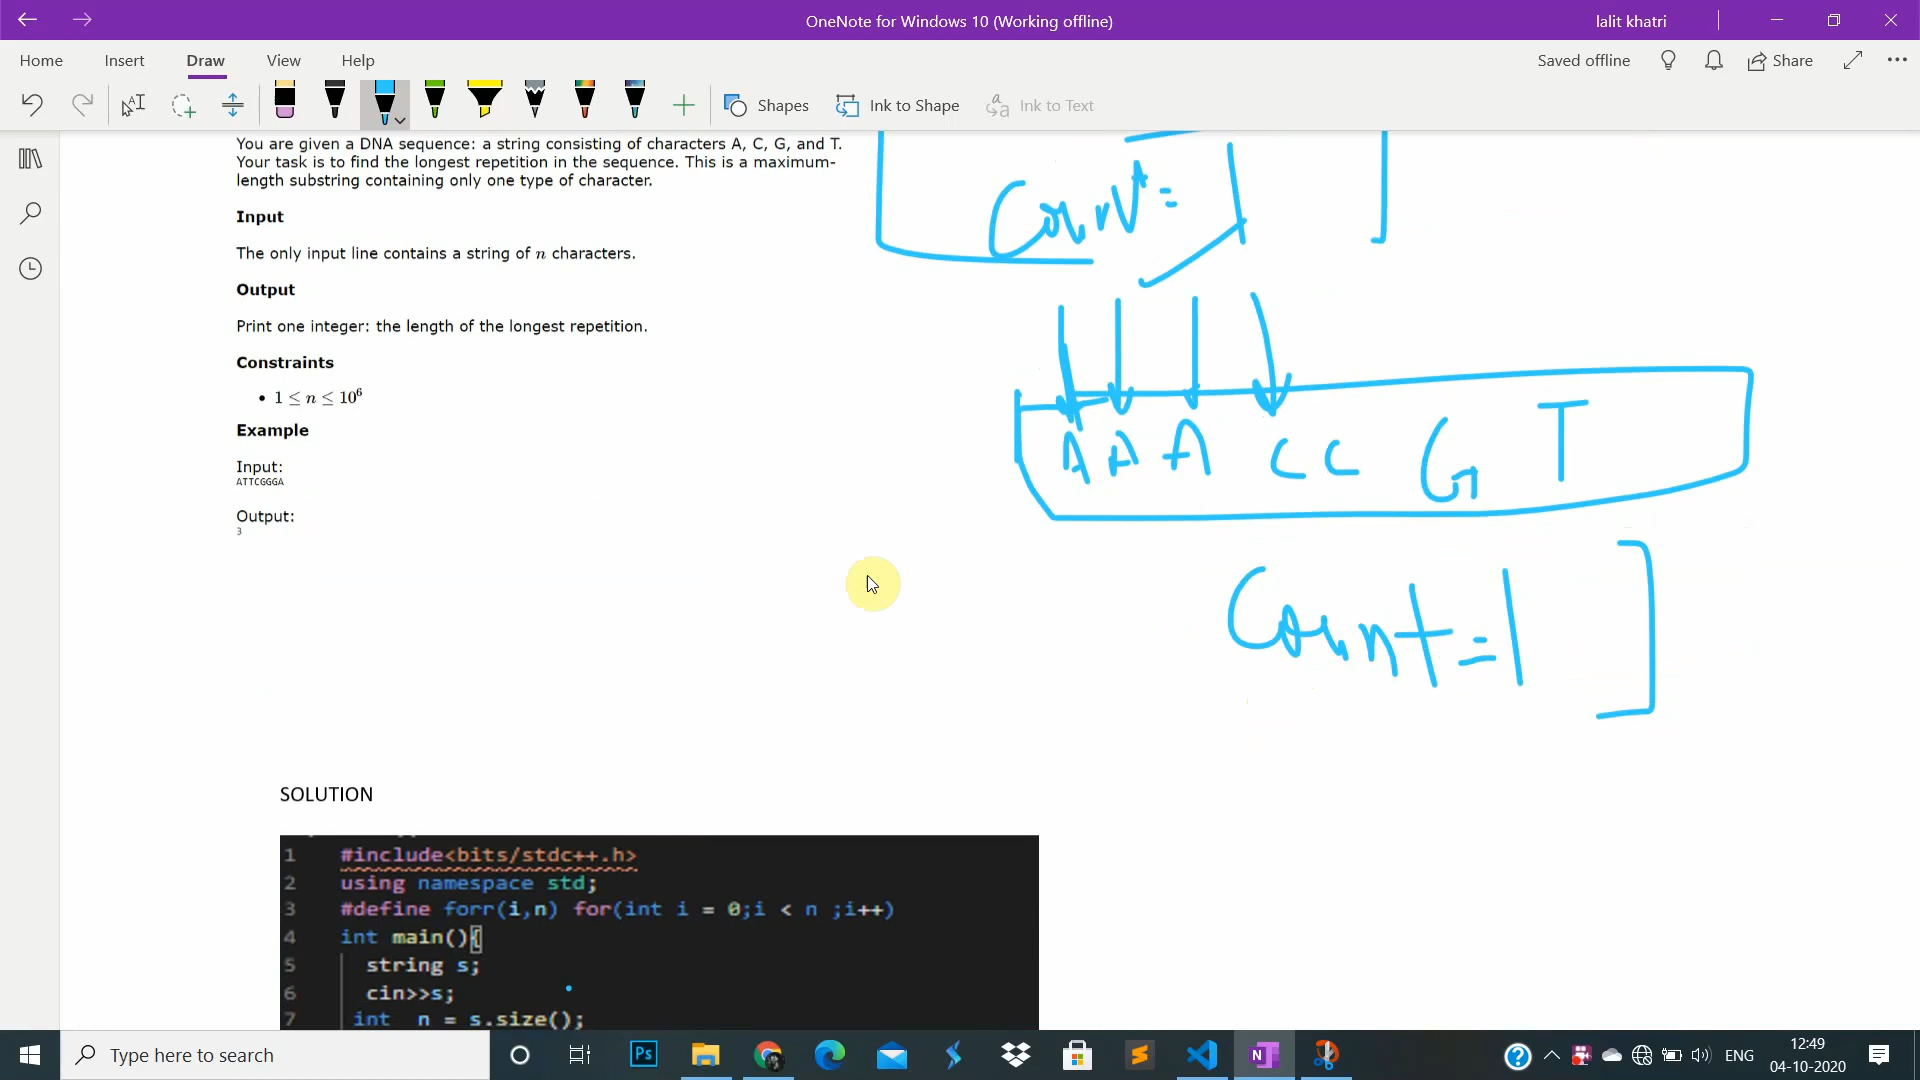 OneNote for Windows 10 (Working offline)
lalit khatri
Home Insert Draw View Help
Saved offline
Share
Shapes
Ink to Shape
Ink to Text
You are given a DNA sequence: a string consisting of characters A, C, G, and T.
Your task is to find the longest repetition in the sequence. This is a maximum-
length substring containing only one type of character.
Input
The only input line contains a string of n characters.
Output
Print one integer: the length of the longest repetition.
Constraints
• 1 ≤ n ≤ 10⁶
Example
Input:
ATTCGGGA
Output:
3
Count = 1
A A A C C G T
Count = 1
SOLUTION
1 #include<bits/stdc++.h>
2 using namespace std;
3 #define forr(i,n) for(int i = 0;i < n ;i++)
4 int main(){
5 string s;
6 cin>>s;
7 int n = s.size();
Type here to search
Ps
N
ENG
12:49
04-10-2020